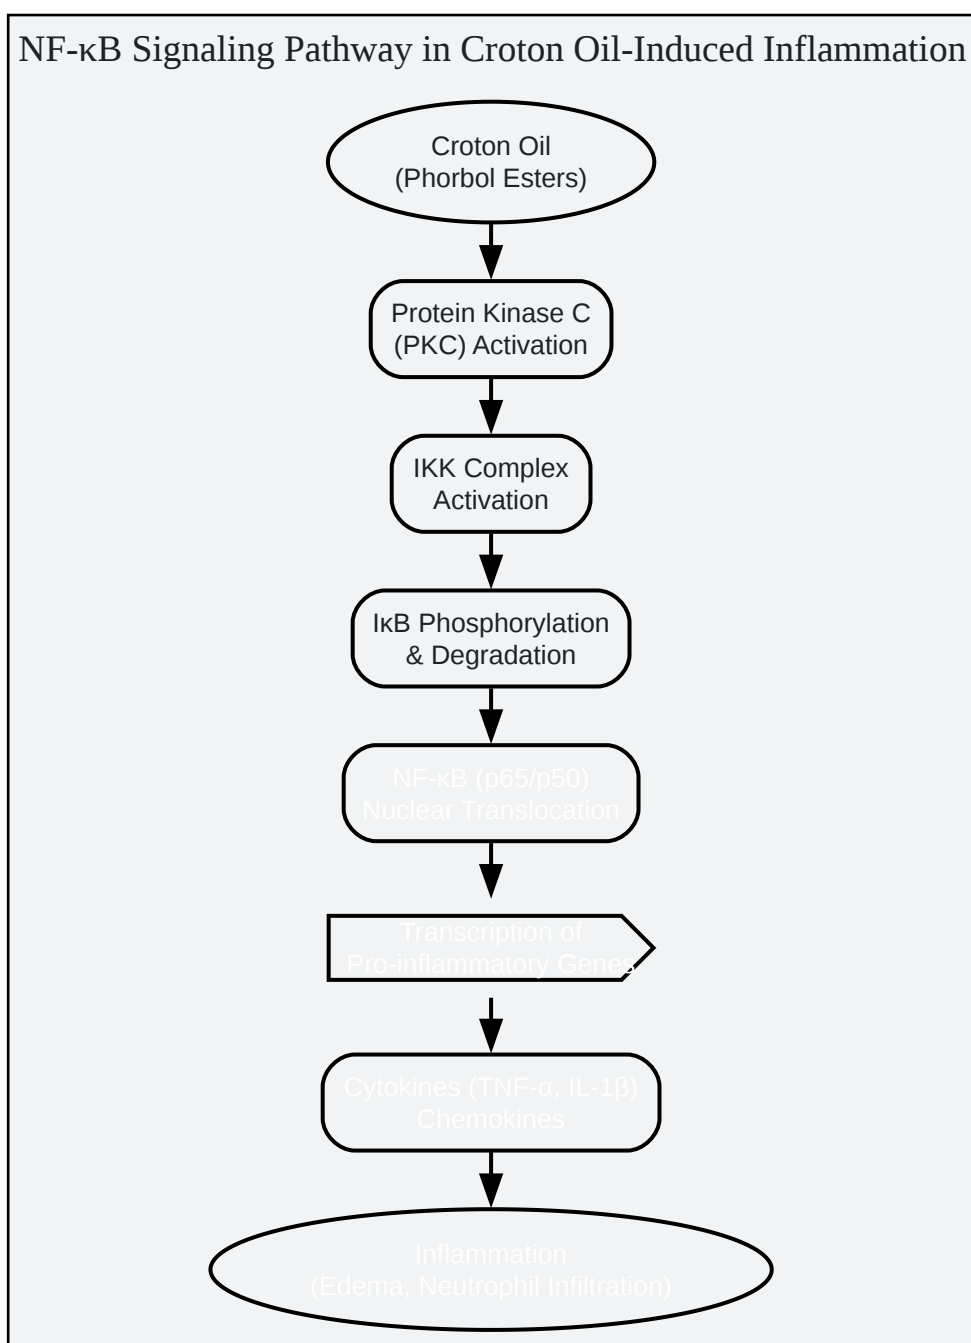 NF-κB Signaling Pathway in Croton Oil-Induced Inflammation
Croton Oil
(Phorbol Esters)
Protein Kinase C
(PKC) Activation
IKK Complex
Activation
IκB Phosphorylation
& Degradation
NF-κB (p65/p50)
Nuclear Translocation
Transcription of
Pro-inflammatory Genes
Cytokines (TNF-α, IL-1β)
Chemokines
Inflammation
(Edema, Neutrophil Infiltration)